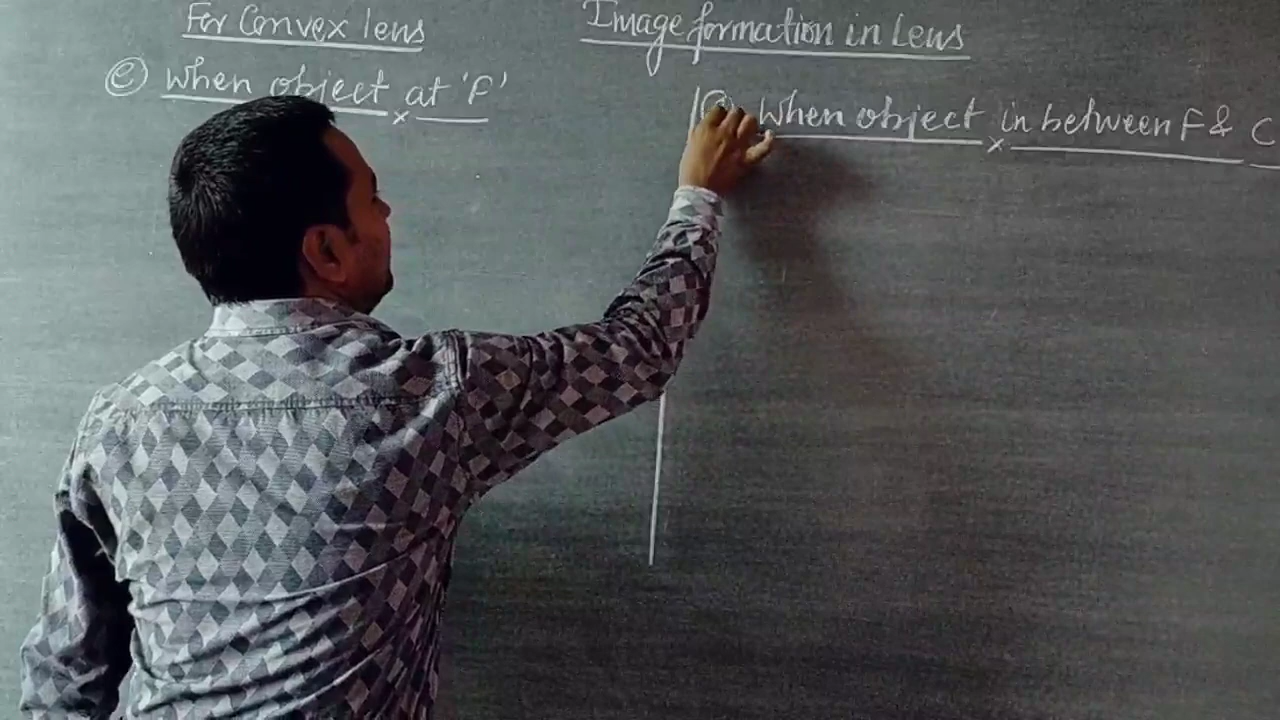 For Convex lens
Image formation in Lens
ⓔ When object at 'F'
When object in between F & C